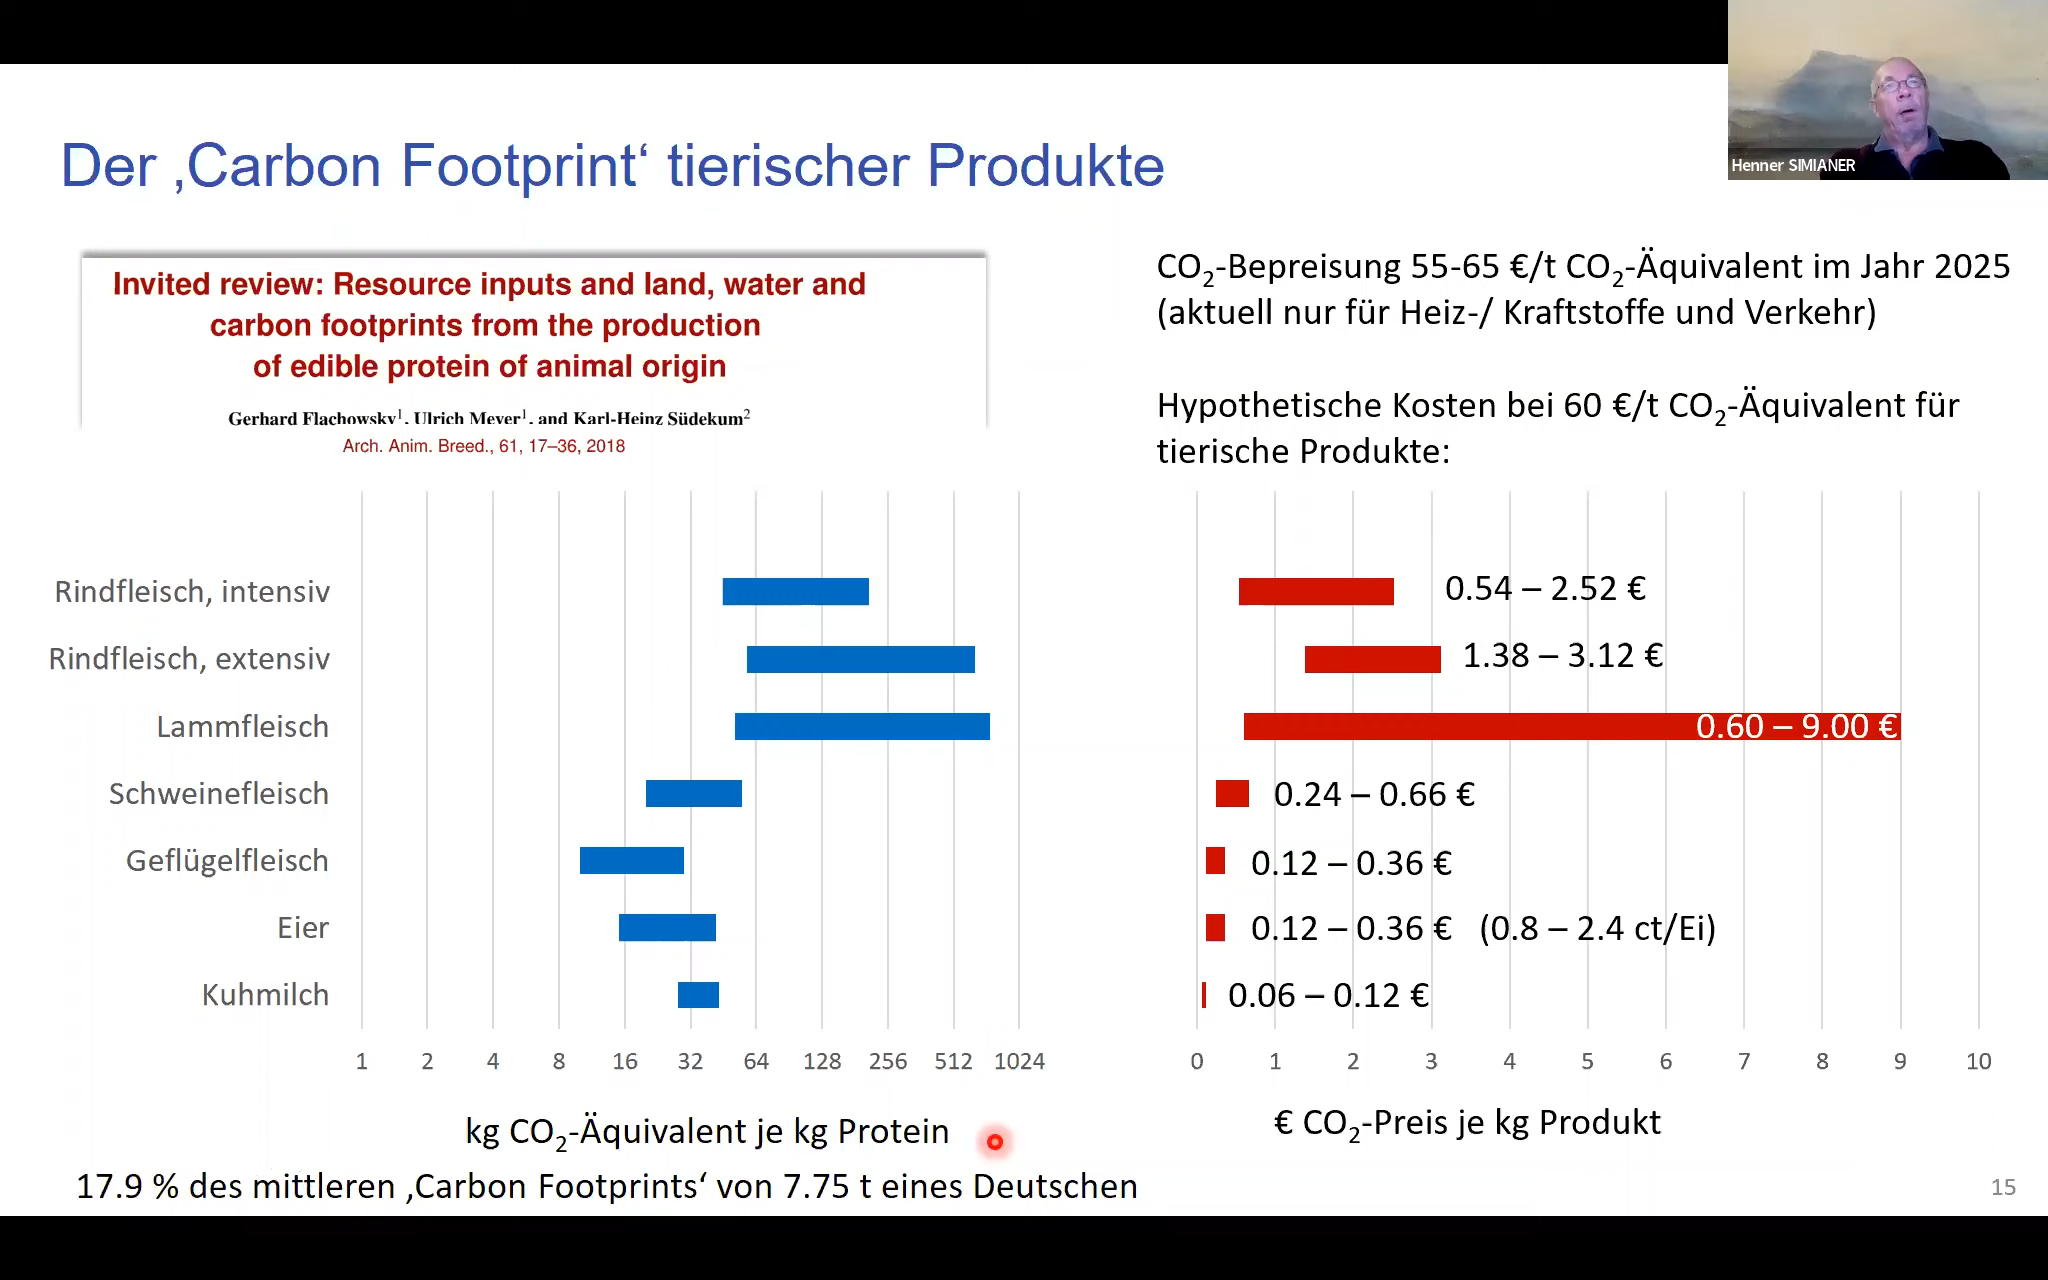 Henner SIMIANER
Der ‚Carbon Footprint‘ tierischer Produkte
Invited review: Resource inputs and land, water and
carbon footprints from the production
of edible protein of animal origin
Gerhard Flachowsky¹, Ulrich Meyer¹, and Karl-Heinz Südekum²
Arch. Anim. Breed., 61, 17–36, 2018
Rindfleisch, intensiv
Rindfleisch, extensiv
Lammfleisch
Schweinefleisch
Geflügelfleisch
Eier
Kuhmilch
1 2 4 8 16 32 64 128 256 512 1024
kg CO₂-Äquivalent je kg Protein
17.9 % des mittleren ‚Carbon Footprints‘ von 7.75 t eines Deutschen
CO₂-Bepreisung 55-65 €/t CO₂-Äquivalent im Jahr 2025
(aktuell nur für Heiz-/ Kraftstoffe und Verkehr)
Hypothetische Kosten bei 60 €/t CO₂-Äquivalent für
tierische Produkte:
0.54 – 2.52 €
1.38 – 3.12 €
0.60 – 9.00 €
0.24 – 0.66 €
0.12 – 0.36 €
0.12 – 0.36 € (0.8 – 2.4 ct/Ei)
0.06 – 0.12 €
0 1 2 3 4 5 6 7 8 9 10
€ CO₂-Preis je kg Produkt
15